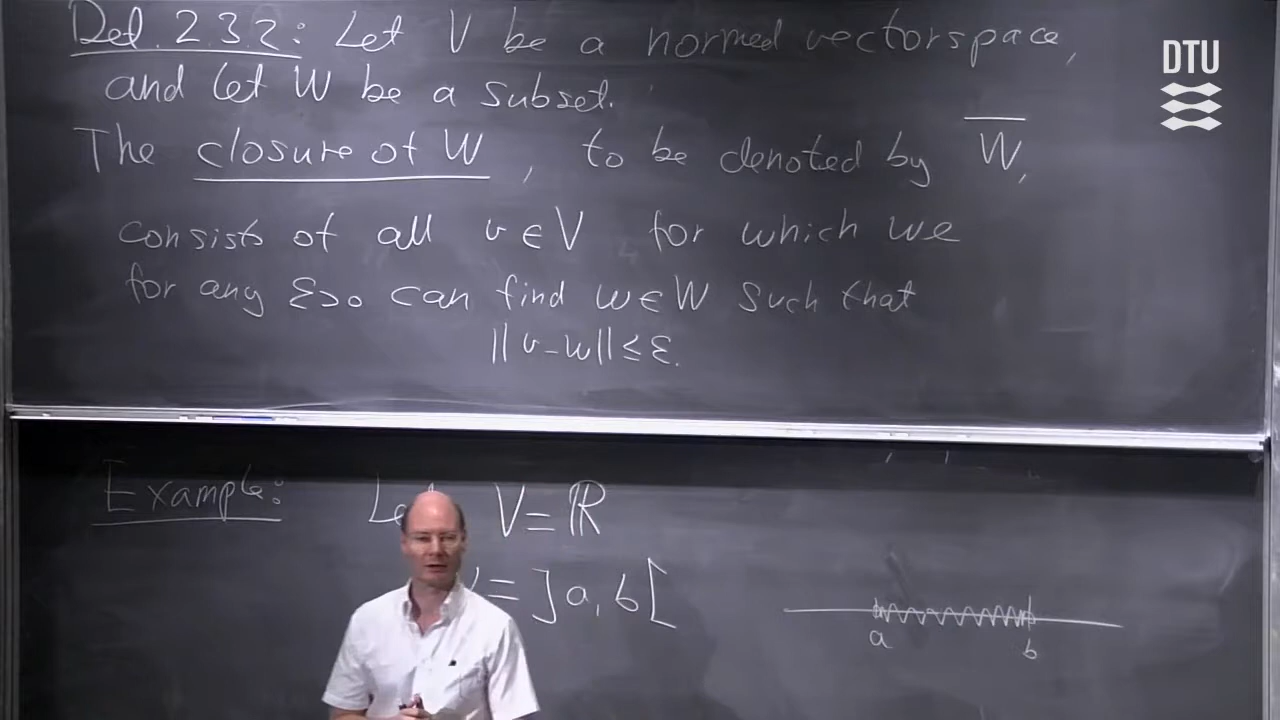 Def. 2.3.2: Let V be a normed vectorspace,
and let W be a subset.
The closure of W, to be denoted by W̅,
consists of all v∈V for which we
for any ε>0 can find w∈W such that
||v-w||≤ε.
Example: Let V=ℝ
=]a,b[
a b
DTU